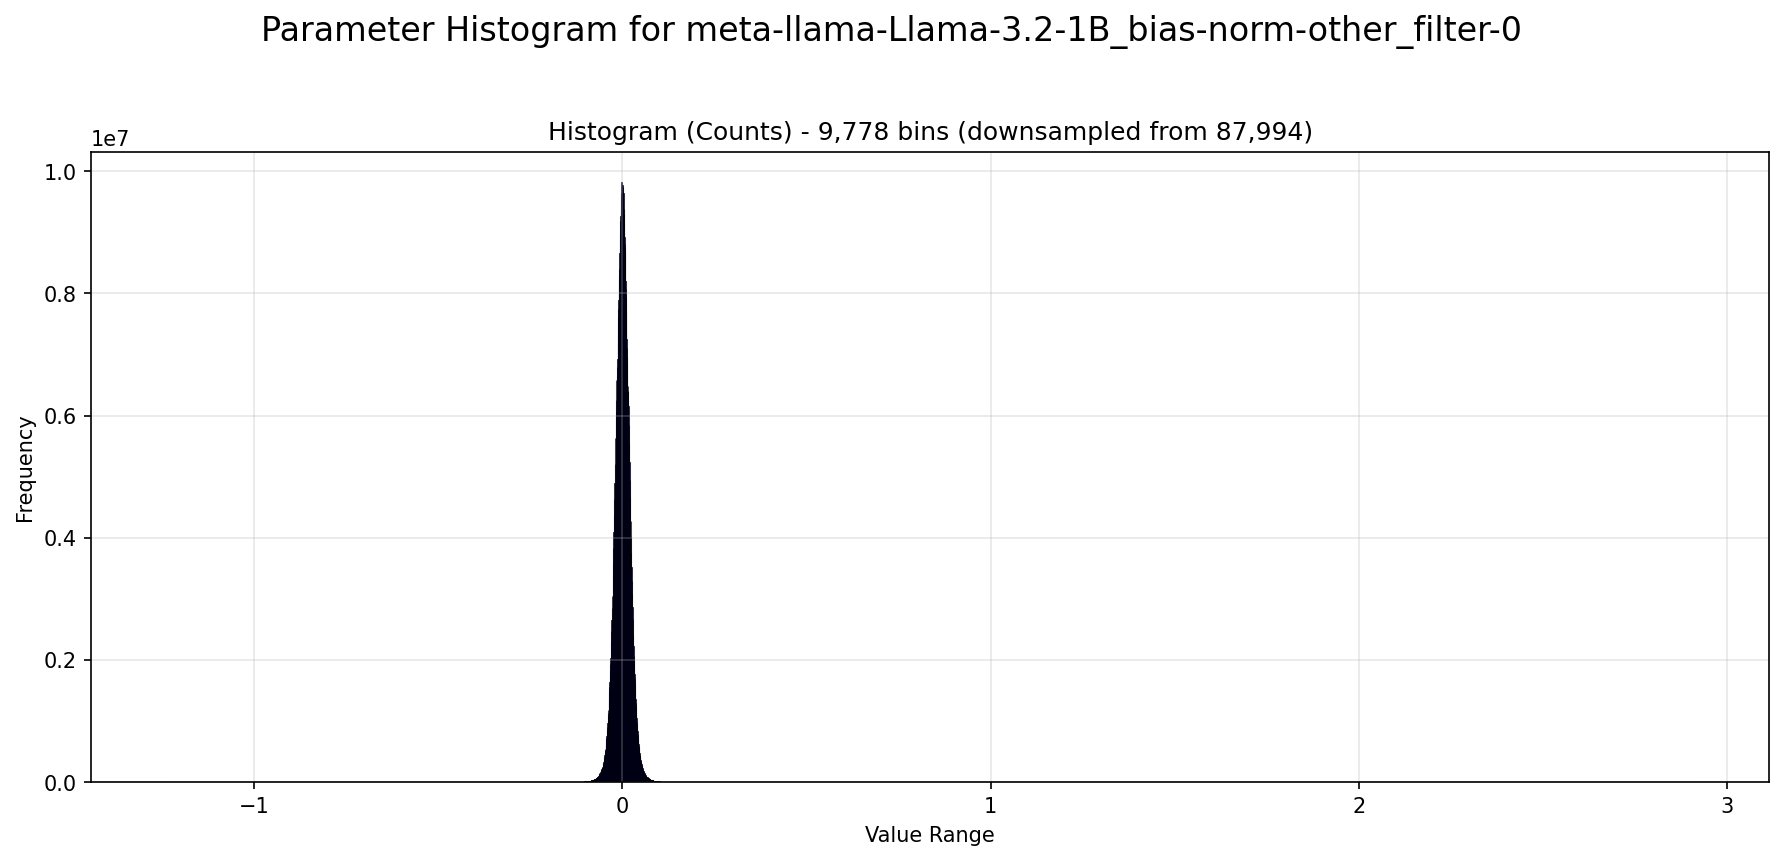 Parameter Histogram for meta-llama-Llama-3.2-1B_bias-norm-other_filter-0
Histogram (Counts) - 9,778 bins (downsampled from 87,994)
1e7
1.0
0.8
0.6
0.4
0.2
0.0
Frequency
−1
0
1
2
3
Value Range